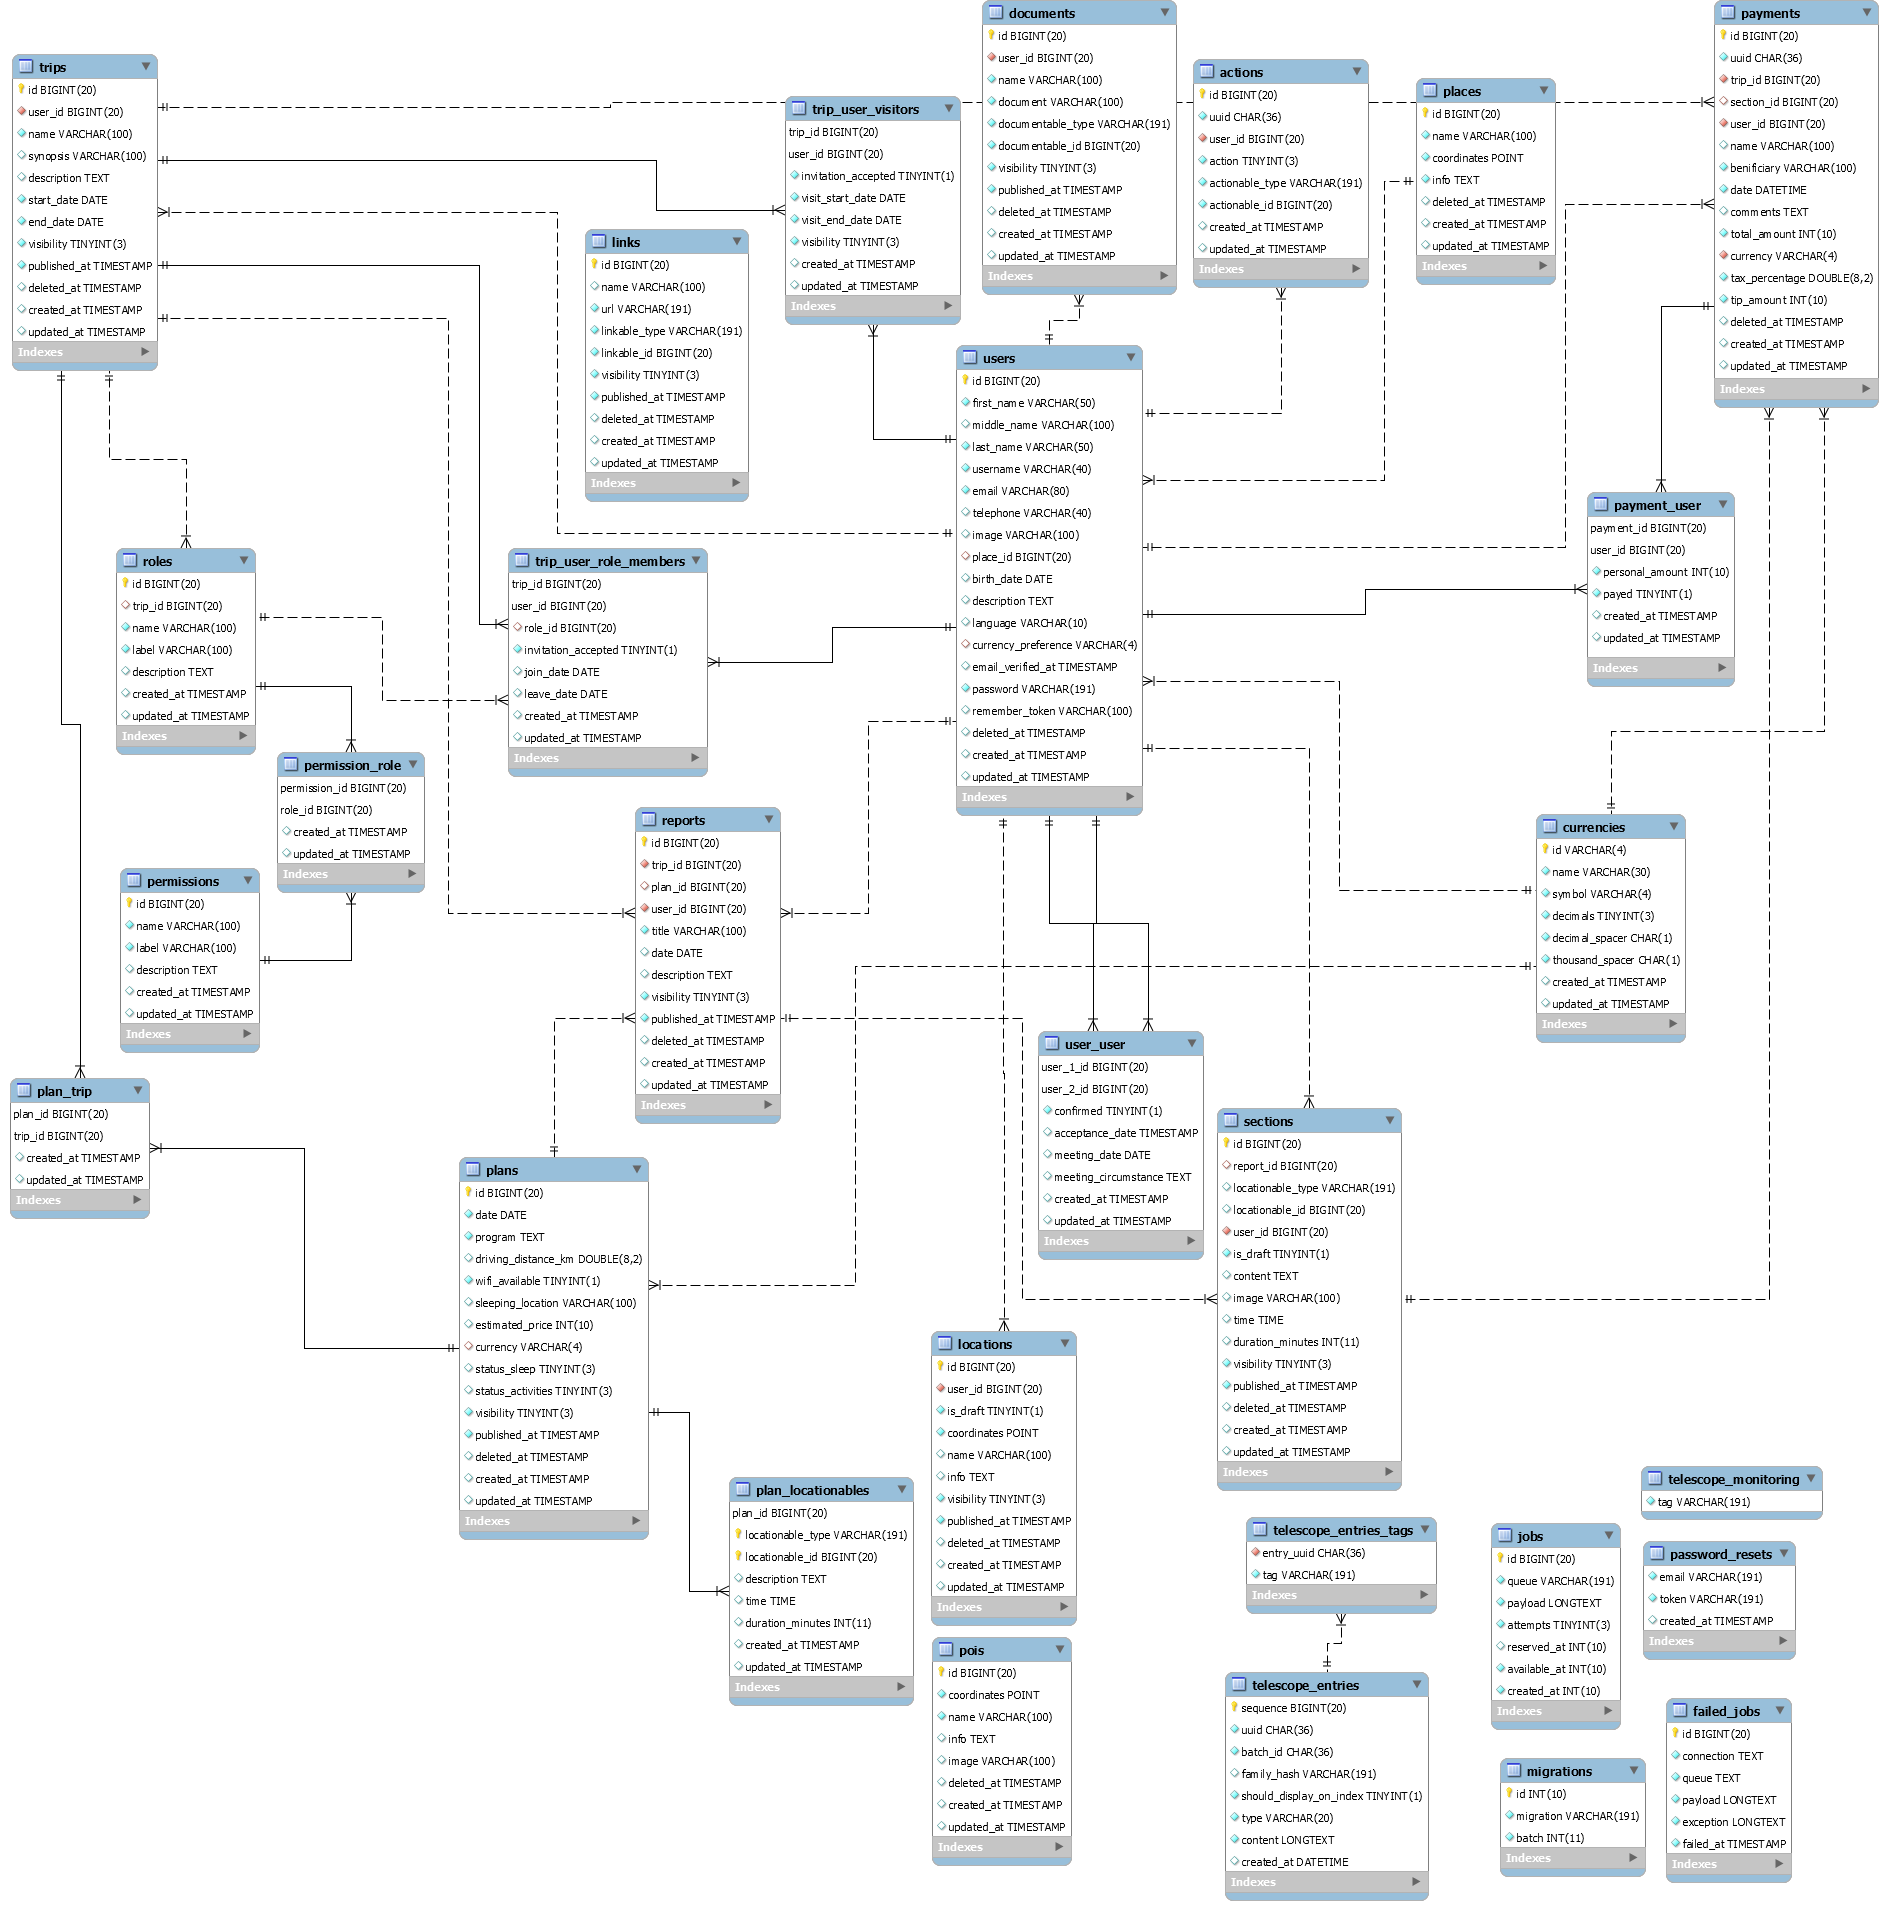 trips
id BIGINT(20)
user_id BIGINT(20)
name VARCHAR(100)
synopsis VARCHAR(100)
description TEXT
start_date DATE
end_date DATE
visibility TINYINT(3)
published_at TIMESTAMP
deleted_at TIMESTAMP
created_at TIMESTAMP
updated_at TIMESTAMP
Indexes
trip_user_visitors
trip_id BIGINT(20)
user_id BIGINT(20)
invitation_accepted TINYINT(1)
visit_start_date DATE
visit_end_date DATE
visibility TINYINT(3)
created_at TIMESTAMP
updated_at TIMESTAMP
Indexes
documents
id BIGINT(20)
user_id BIGINT(20)
name VARCHAR(100)
document VARCHAR(100)
documentable_type VARCHAR(191)
documentable_id BIGINT(20)
visibility TINYINT(3)
published_at TIMESTAMP
deleted_at TIMESTAMP
created_at TIMESTAMP
updated_at TIMESTAMP
Indexes
actions
id BIGINT(20)
uuid CHAR(36)
user_id BIGINT(20)
action TINYINT(3)
actionable_type VARCHAR(191)
actionable_id BIGINT(20)
created_at TIMESTAMP
updated_at TIMESTAMP
Indexes
places
id BIGINT(20)
name VARCHAR(100)
coordinates POINT
info TEXT
deleted_at TIMESTAMP
created_at TIMESTAMP
updated_at TIMESTAMP
Indexes
payments
id BIGINT(20)
uuid CHAR(36)
trip_id BIGINT(20)
section_id BIGINT(20)
user_id BIGINT(20)
name VARCHAR(100)
benificiary VARCHAR(100)
date DATETIME
comments TEXT
total_amount INT(10)
currency VARCHAR(4)
tax_percentage DOUBLE(8,2)
tip_amount INT(10)
deleted_at TIMESTAMP
created_at TIMESTAMP
updated_at TIMESTAMP
Indexes
links
id BIGINT(20)
name VARCHAR(100)
url VARCHAR(191)
linkable_type VARCHAR(191)
linkable_id BIGINT(20)
visibility TINYINT(3)
published_at TIMESTAMP
deleted_at TIMESTAMP
created_at TIMESTAMP
updated_at TIMESTAMP
Indexes
users
id BIGINT(20)
first_name VARCHAR(50)
middle_name VARCHAR(100)
last_name VARCHAR(50)
username VARCHAR(40)
email VARCHAR(80)
telephone VARCHAR(40)
image VARCHAR(100)
place_id BIGINT(20)
birth_date DATE
description TEXT
language VARCHAR(10)
currency_preference VARCHAR(4)
email_verified_at TIMESTAMP
password VARCHAR(191)
remember_token VARCHAR(100)
deleted_at TIMESTAMP
created_at TIMESTAMP
updated_at TIMESTAMP
Indexes
payment_user
payment_id BIGINT(20)
user_id BIGINT(20)
personal_amount INT(10)
payed TINYINT(1)
created_at TIMESTAMP
updated_at TIMESTAMP
Indexes
roles
id BIGINT(20)
trip_id BIGINT(20)
name VARCHAR(100)
label VARCHAR(100)
description TEXT
created_at TIMESTAMP
updated_at TIMESTAMP
Indexes
trip_user_role_members
trip_id BIGINT(20)
user_id BIGINT(20)
role_id BIGINT(20)
invitation_accepted TINYINT(1)
join_date DATE
leave_date DATE
created_at TIMESTAMP
updated_at TIMESTAMP
Indexes
permission_role
permission_id BIGINT(20)
role_id BIGINT(20)
created_at TIMESTAMP
updated_at TIMESTAMP
Indexes
permissions
id BIGINT(20)
name VARCHAR(100)
label VARCHAR(100)
description TEXT
created_at TIMESTAMP
updated_at TIMESTAMP
Indexes
reports
id BIGINT(20)
trip_id BIGINT(20)
plan_id BIGINT(20)
user_id BIGINT(20)
title VARCHAR(100)
date DATE
description TEXT
visibility TINYINT(3)
published_at TIMESTAMP
deleted_at TIMESTAMP
created_at TIMESTAMP
updated_at TIMESTAMP
Indexes
currencies
id VARCHAR(4)
name VARCHAR(30)
symbol VARCHAR(4)
decimals TINYINT(3)
decimal_spacer CHAR(1)
thousand_spacer CHAR(1)
created_at TIMESTAMP
updated_at TIMESTAMP
Indexes
plan_trip
plan_id BIGINT(20)
trip_id BIGINT(20)
created_at TIMESTAMP
updated_at TIMESTAMP
Indexes
user_user
user_1_id BIGINT(20)
user_2_id BIGINT(20)
confirmed TINYINT(1)
acceptance_date TIMESTAMP
meeting_date DATE
meeting_circumstance TEXT
created_at TIMESTAMP
updated_at TIMESTAMP
Indexes
sections
id BIGINT(20)
report_id BIGINT(20)
locationable_type VARCHAR(191)
locationable_id BIGINT(20)
user_id BIGINT(20)
is_draft TINYINT(1)
content TEXT
image VARCHAR(100)
time TIME
duration_minutes INT(11)
visibility TINYINT(3)
published_at TIMESTAMP
deleted_at TIMESTAMP
created_at TIMESTAMP
updated_at TIMESTAMP
Indexes
plans
id BIGINT(20)
date DATE
program TEXT
driving_distance_km DOUBLE(8,2)
wifi_available TINYINT(1)
sleeping_location VARCHAR(100)
estimated_price INT(10)
currency VARCHAR(4)
status_sleep TINYINT(3)
status_activities TINYINT(3)
visibility TINYINT(3)
published_at TIMESTAMP
deleted_at TIMESTAMP
created_at TIMESTAMP
updated_at TIMESTAMP
Indexes
locations
id BIGINT(20)
user_id BIGINT(20)
is_draft TINYINT(1)
coordinates POINT
name VARCHAR(100)
info TEXT
visibility TINYINT(3)
published_at TIMESTAMP
deleted_at TIMESTAMP
created_at TIMESTAMP
updated_at TIMESTAMP
Indexes
plan_locationables
plan_id BIGINT(20)
locationable_type VARCHAR(191)
locationable_id BIGINT(20)
description TEXT
time TIME
duration_minutes INT(11)
created_at TIMESTAMP
updated_at TIMESTAMP
Indexes
pois
id BIGINT(20)
coordinates POINT
name VARCHAR(100)
info TEXT
image VARCHAR(100)
deleted_at TIMESTAMP
created_at TIMESTAMP
updated_at TIMESTAMP
Indexes
telescope_entries_tags
entry_uuid CHAR(36)
tag VARCHAR(191)
Indexes
telescope_entries
sequence BIGINT(20)
uuid CHAR(36)
batch_id CHAR(36)
family_hash VARCHAR(191)
should_display_on_index TINYINT(1)
type VARCHAR(20)
content LONGTEXT
created_at DATETIME
Indexes
telescope_monitoring
tag VARCHAR(191)
jobs
id BIGINT(20)
queue VARCHAR(191)
payload LONGTEXT
attempts TINYINT(3)
reserved_at INT(10)
available_at INT(10)
created_at INT(10)
Indexes
password_resets
email VARCHAR(191)
token VARCHAR(191)
created_at TIMESTAMP
Indexes
migrations
id INT(10)
migration VARCHAR(191)
batch INT(11)
Indexes
failed_jobs
id BIGINT(20)
connection TEXT
queue TEXT
payload LONGTEXT
exception LONGTEXT
failed_at TIMESTAMP
Indexes